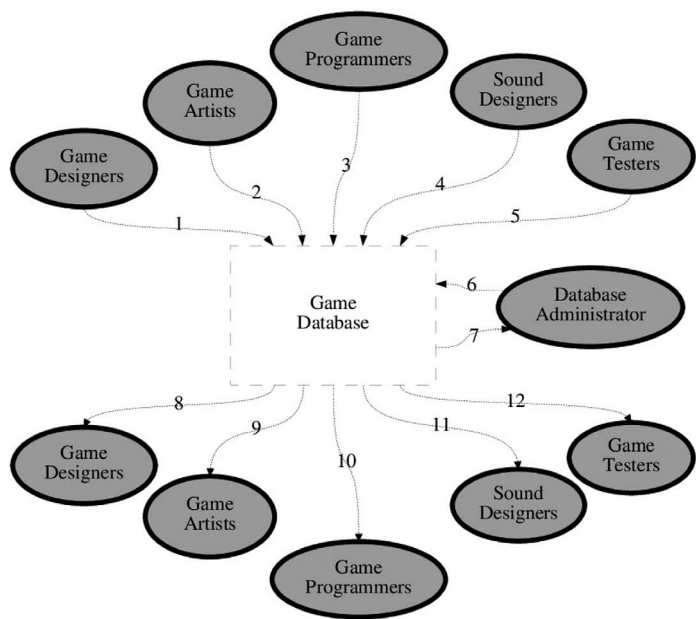 Game
Programmers
Game
Artists
Sound
Designers
Game
Designers
Game
Testers
1
2
3
4
5
Game
Database
6
7
Database
Administrator
8
9
10
11
12
Game
Designers
Game
Artists
Game
Programmers
Sound
Designers
Game
Testers